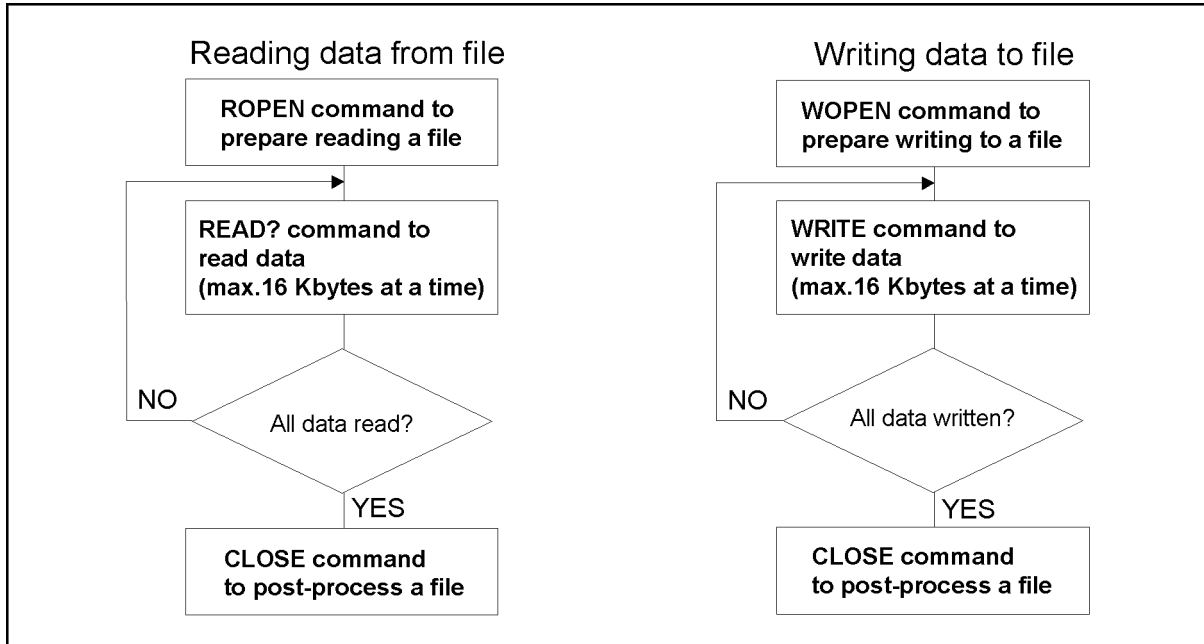 Reading data from file
ROPEN command to
prepare reading a file
READ? command to
read data
(max.16 Kbytes at a time)
NO
All data read?
YES
CLOSE command
to post-process a file
Writing data to file
WOPEN command to
prepare writing to a file
WRITE command to
write data
(max.16 Kbytes at a time)
NO
All data written?
YES
CLOSE command
to post-process a file